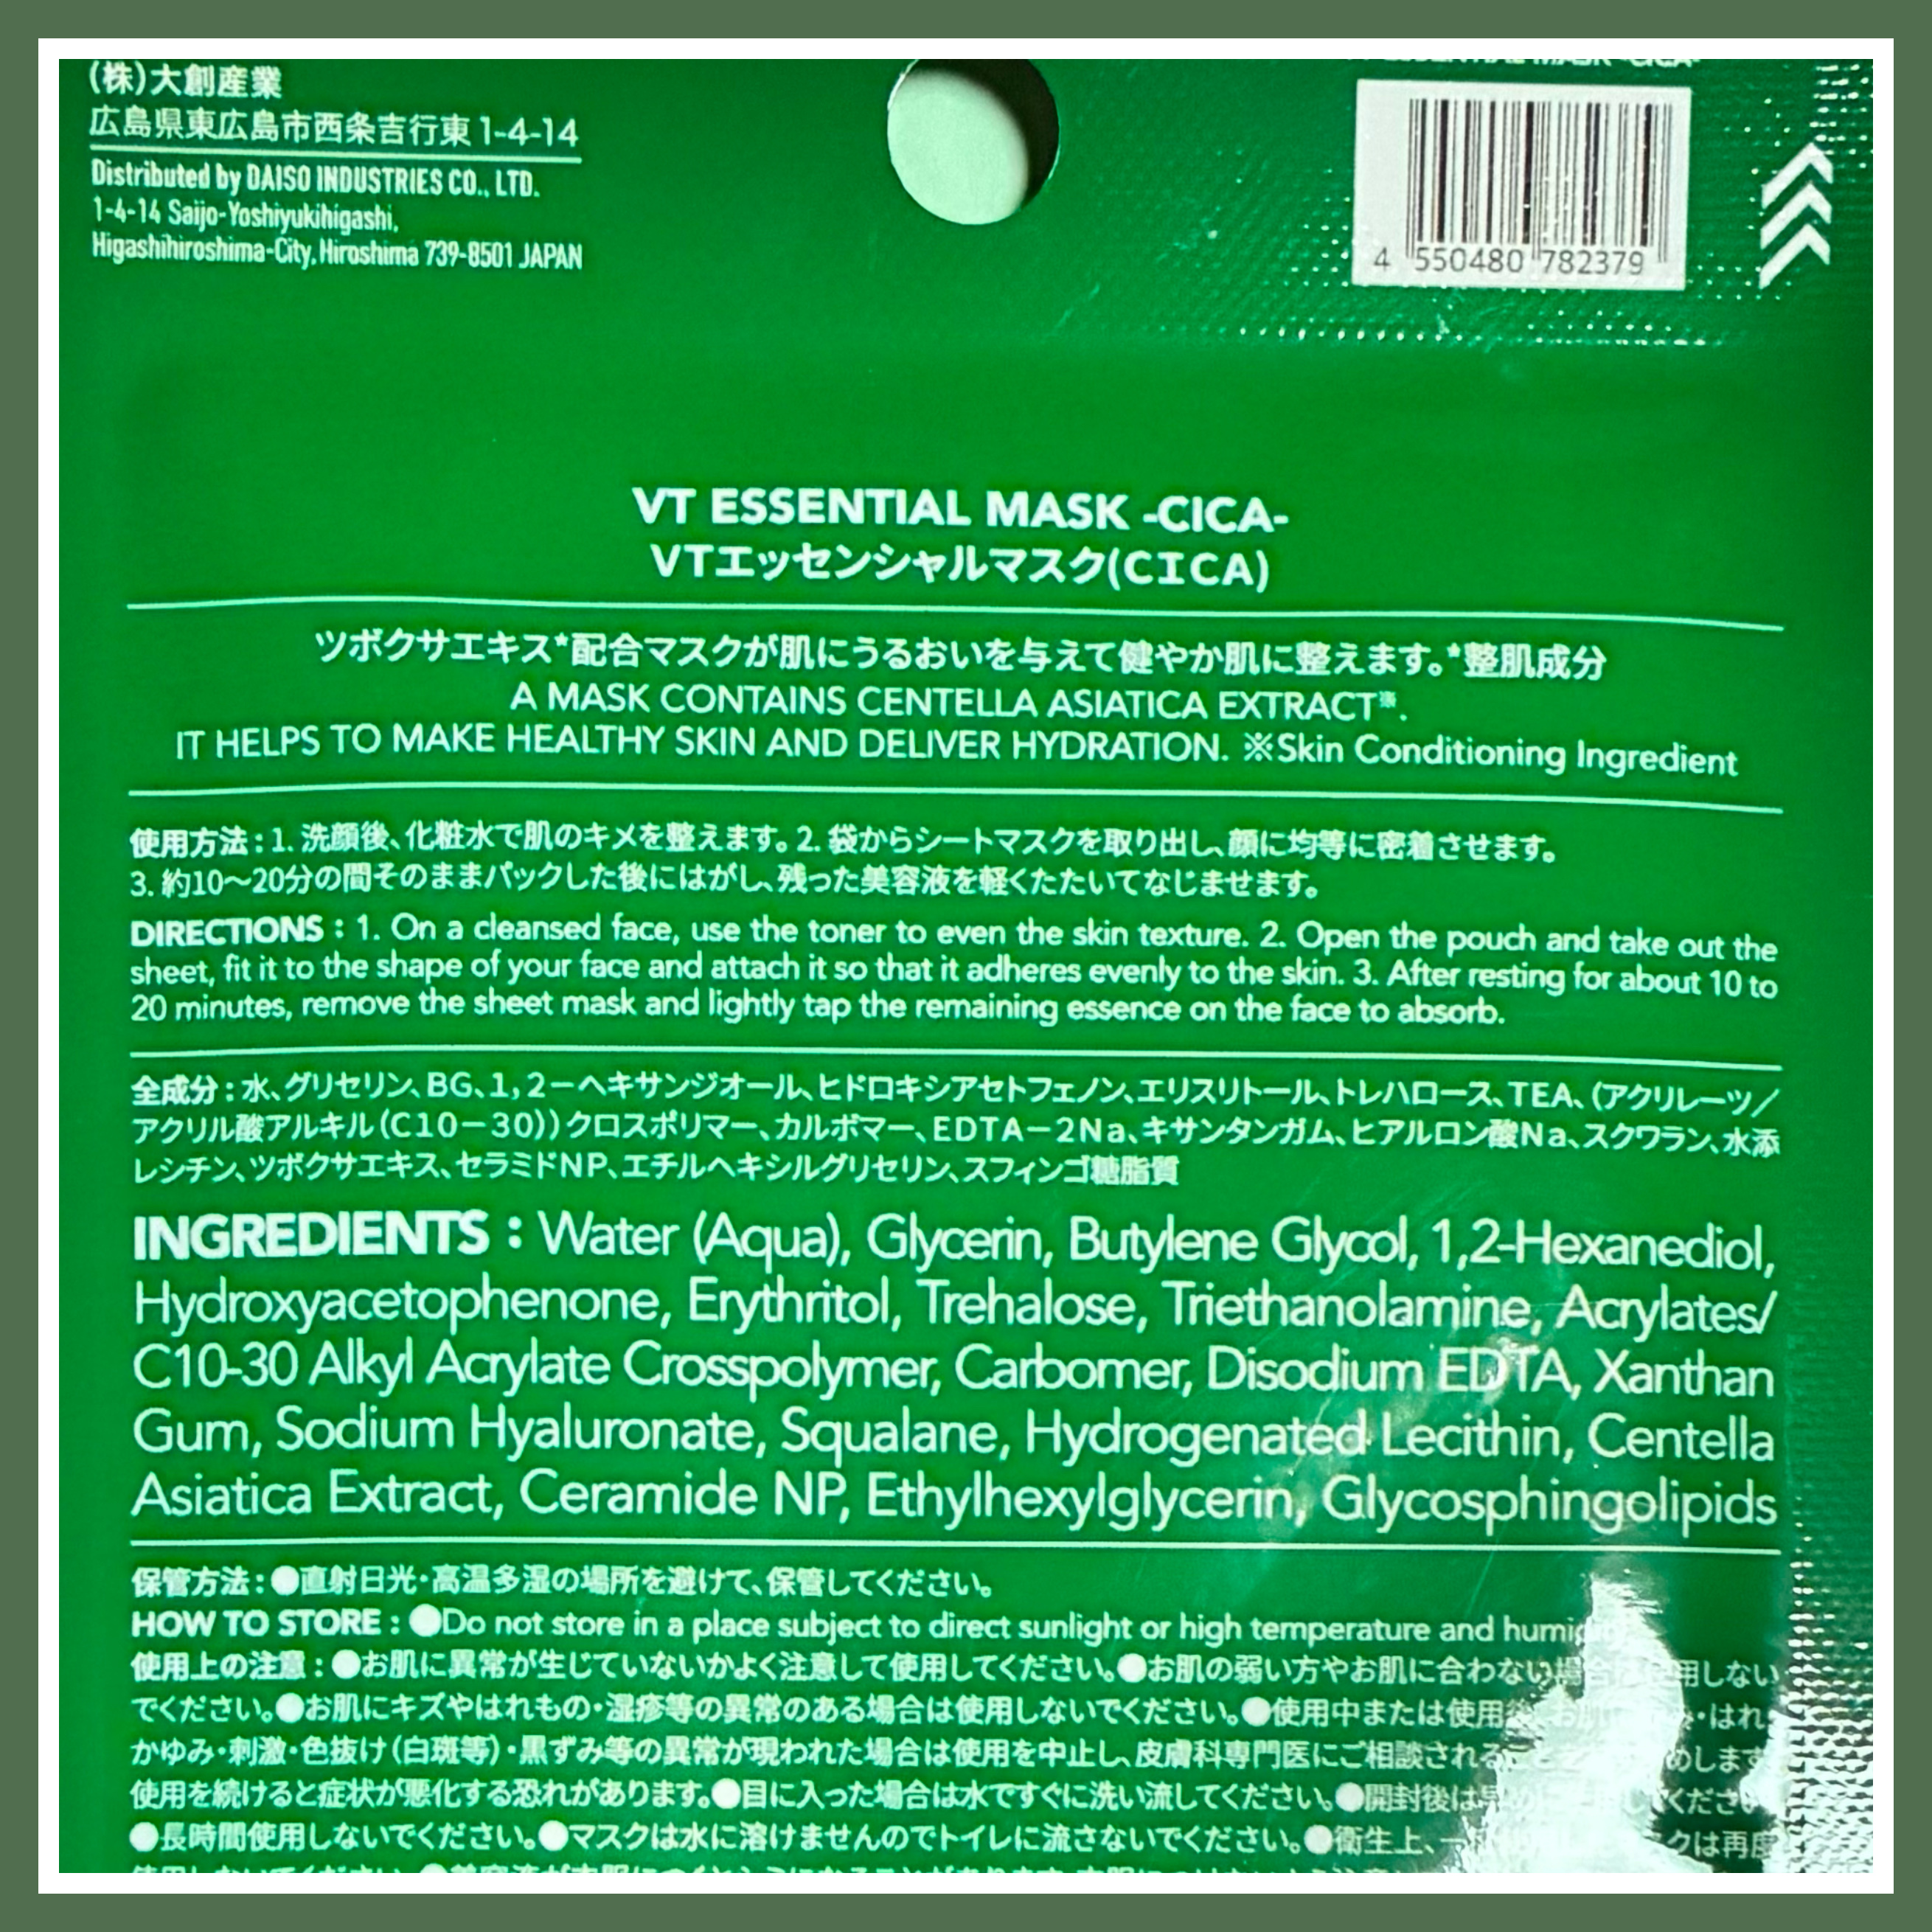 (株)大創産業
広島県東広島市西条吉行東1-4-14
Distributed by DAISO INDUSTRIES CO., LTD.
1-4-14 Saijo-Yoshiyukihigashi,
Higashihiroshima-City, Hiroshima 739-8501 JAPAN
4 550480 782379
VT ESSENTIAL MASK -CICA-
VTエッセンシャルマスク(CICA)
ツボクサエキス*配合マスクが肌にうるおいを与えて健やか肌に整えます。*整肌成分
A MASK CONTAINS CENTELLA ASIATICA EXTRACT※.
IT HELPS TO MAKE HEALTHY SKIN AND DELIVER HYDRATION. ※Skin Conditioning Ingredient
使用方法：1. 洗顔後、化粧水で肌のキメを整えます。2. 袋からシートマスクを取り出し、顔に均等に密着させます。
3. 約10〜20分の間そのままパックした後にはがし、残った美容液を軽くたたいてなじませます。
DIRECTIONS : 1. On a cleansed face, use the toner to even the skin texture. 2. Open the pouch and take out the
sheet, fit it to the shape of your face and attach it so that it adheres evenly to the skin. 3. After resting for about 10 to
20 minutes, remove the sheet mask and lightly tap the remaining essence on the face to absorb.
全成分：水、グリセリン、BG、1，2－ヘキサンジオール、ヒドロキシアセトフェノン、エリスリトール、トレハロース、TEA、（アクリレーツ／
アクリル酸アルキル（C10－30））クロスポリマー、カルボマー、EDTA－2Na、キサンタンガム、ヒアルロン酸Na、スクワラン、水添
レシチン、ツボクサエキス、セラミドNP、エチルヘキシルグリセリン、スフィンゴ糖脂質
INGREDIENTS : Water (Aqua), Glycerin, Butylene Glycol, 1,2-Hexanediol,
Hydroxyacetophenone, Erythritol, Trehalose, Triethanolamine, Acrylates/
C10-30 Alkyl Acrylate Crosspolymer, Carbomer, Disodium EDTA, Xanthan
Gum, Sodium Hyaluronate, Squalane, Hydrogenated Lecithin, Centella
Asiatica Extract, Ceramide NP, Ethylhexylglycerin, Glycosphingolipids
保管方法：●直射日光・高温多湿の場所を避けて、保管してください。
HOW TO STORE : ●Do not store in a place subject to direct sunlight or high temperature and
使用上の注意：●お肌に異常が生じていないかよく注意して使用してください。●お肌の弱い方やお肌に合わない
でください。●お肌にキズやはれもの・湿疹等の異常のある場合は使用しないでください。●使用中または使用
かゆみ・刺激・色抜け（白斑等）・黒ずみ等の異常が現われた場合は使用を中止し、皮膚科専門医にご相談
使用を続けると症状が悪化する恐れがあります。●目に入った場合は水ですぐに洗い流してください。●開封後は
●長時間使用しないでください。●マスクは水に溶けませんのでトイレに流さないでください。●衛生上、